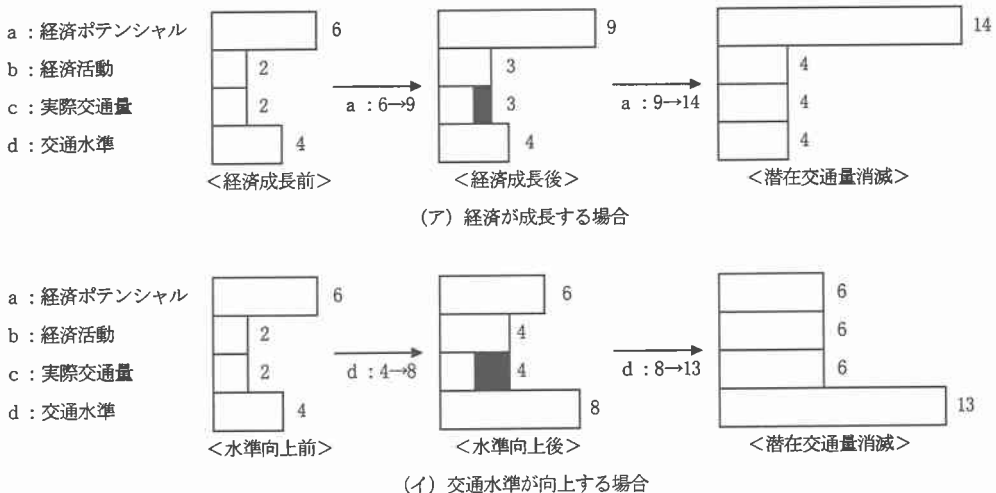 a：経済ポテンシャル
b：経済活動
c：実際交通量
d：交通水準
6
2
2
4
＜経済成長前＞
a：6→9
9
3
3
4
＜経済成長後＞
a：9→14
14
4
4
4
＜潜在交通量消滅＞
(ア) 経済が成長する場合
a：経済ポテンシャル
b：経済活動
c：実際交通量
d：交通水準
6
2
2
4
＜水準向上前＞
d：4→8
6
4
4
8
＜水準向上後＞
d：8→13
6
6
6
13
＜潜在交通量消滅＞
(イ) 交通水準が向上する場合